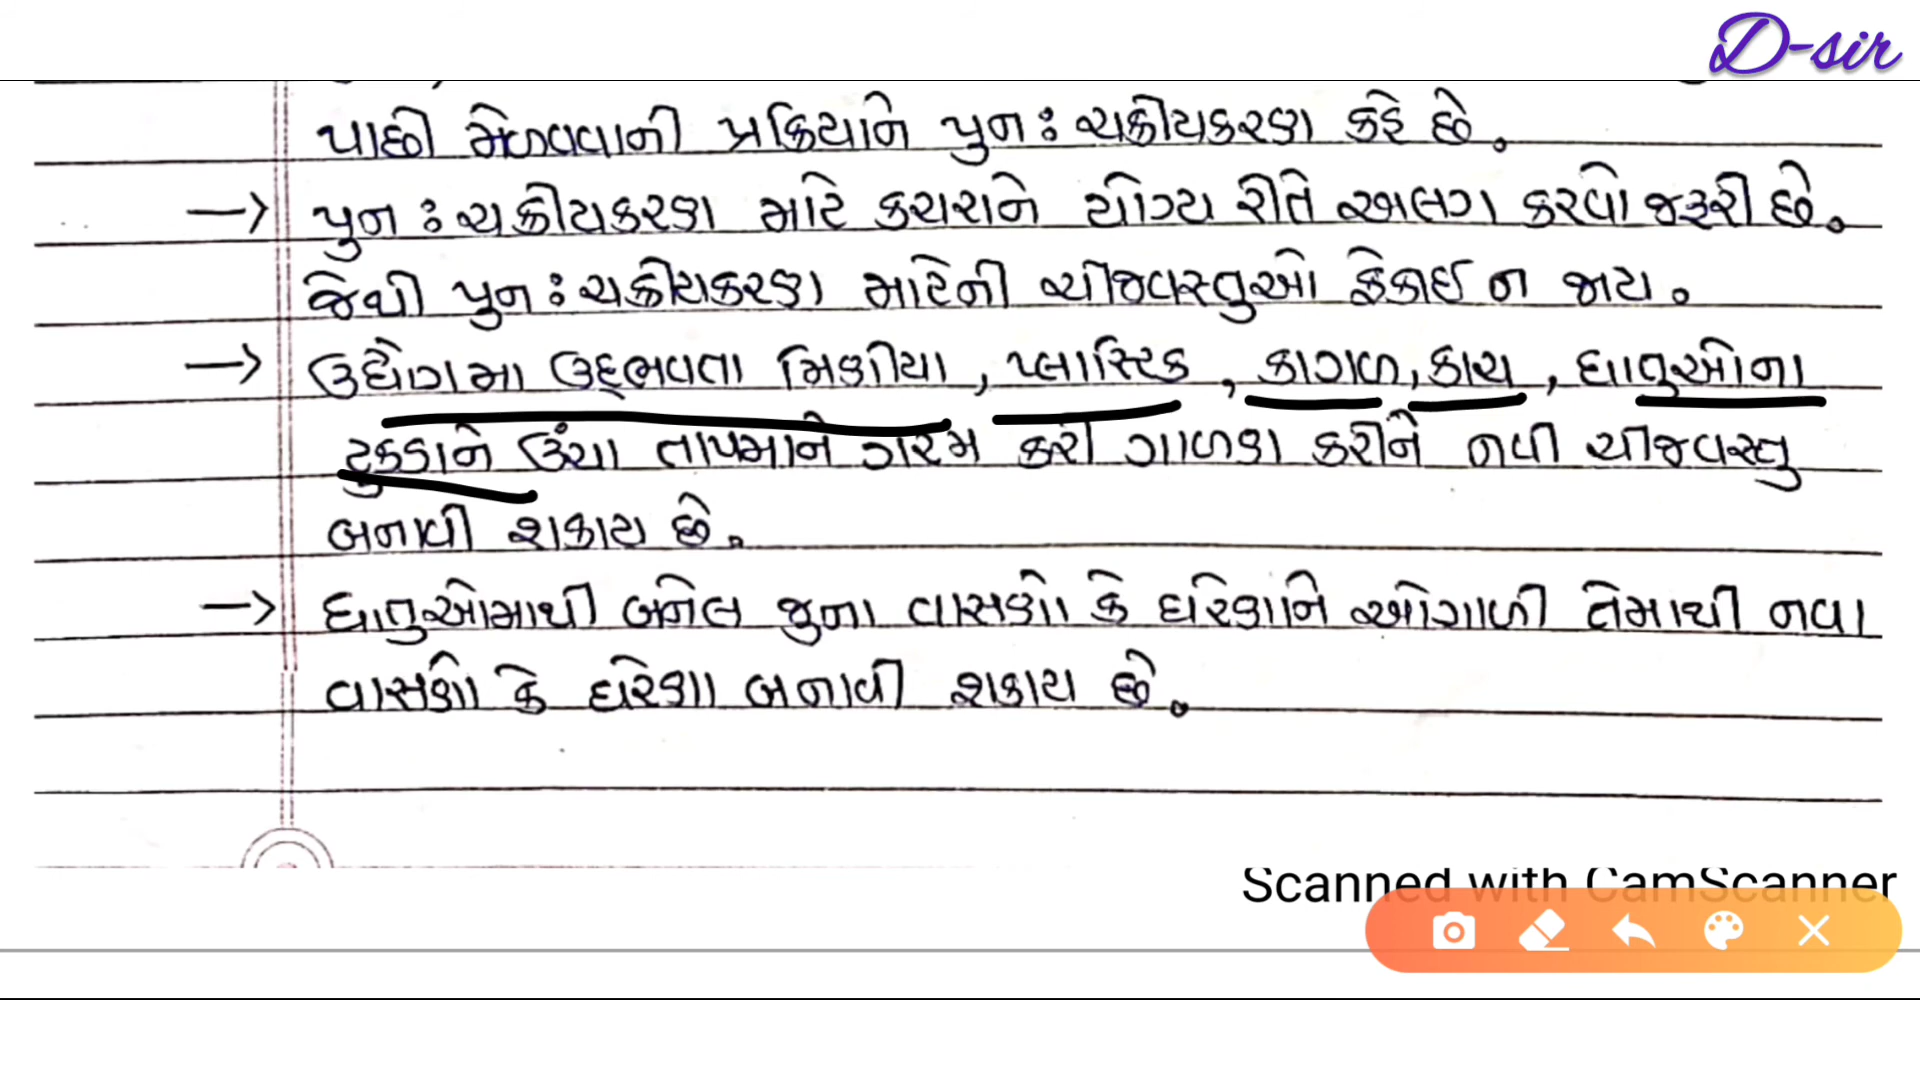 D-sir
પાછી મેળવવાની પ્રક્રિયાને પુનઃ ચક્રીયકરણ કહે છે.
→ પુનઃ ચક્રીયકરણ માટે કચરાને યોગ્ય રીતે અલગ કરવો જરૂરી છે.
જેથી પુનઃ ચક્રીયકરણ માટેની ચીજવસ્તુઓ ફેકાઈ ન જાય.
→ ઉદ્યોગમા ઉદ્દભવતા મિણીયા, પ્લાસ્ટિક, કાગળ, કાચ, ધાતુઓના
ટુકડાને ઉંચા તાપમાને ગરમ કરી ગાળણ કરીને નવી ચીજવસ્તુ
બનાવી શકાય છે.
→ ધાતુઓમાથી બનેલ જુના વાસણો કે ઘરેણાને ઓગાળી તેમાથી નવા
વાસણો કે ઘરેણા બનાવી શકાય છે.
Scanned with CamScanner